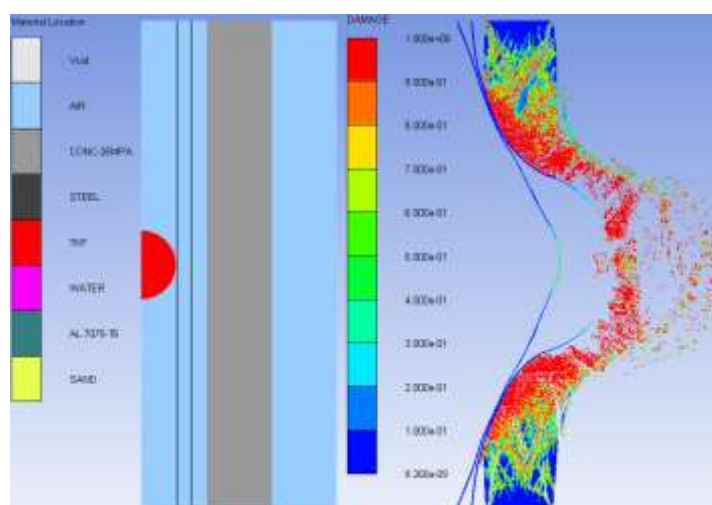 Material Location
Void
AIR
CONC-35MPA
STEEL
TNT
WATER
AL 7075-T6
SAND
DAMAGE
1.000e+00
9.000e-01
8.000e-01
7.000e-01
6.000e-01
5.000e-01
4.000e-01
3.000e-01
2.000e-01
1.000e-01